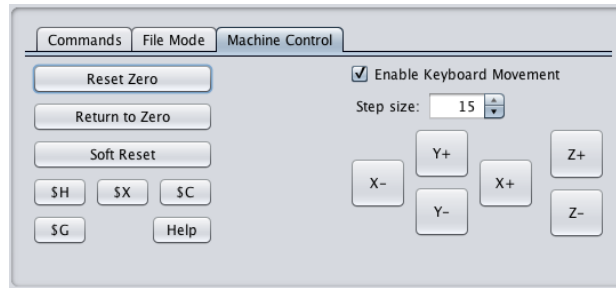 Commands File Mode Machine Control
Reset Zero
Return to Zero
Soft Reset
$H $X $C
$G Help
Enable Keyboard Movement
Step size: 15
Y+ Z+
X- X+
Y- Z-